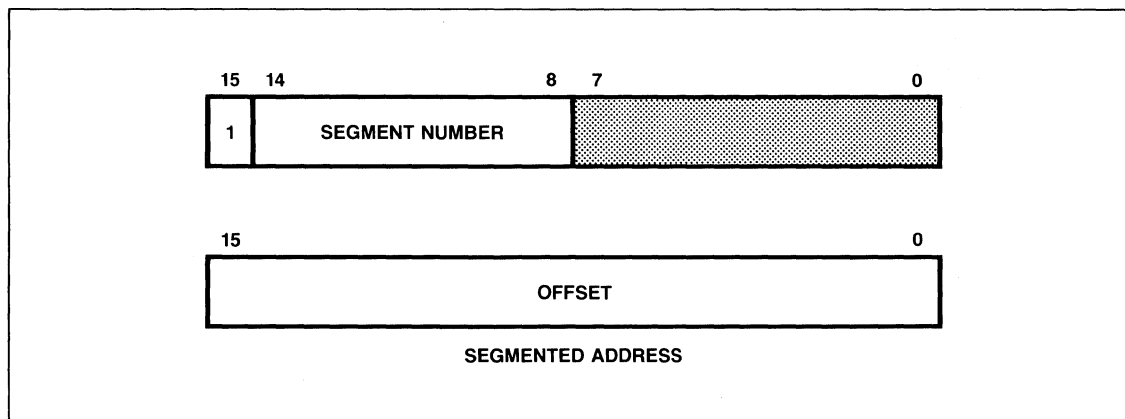 15 14 8 7 0
1 SEGMENT NUMBER
15 0
OFFSET
SEGMENTED ADDRESS